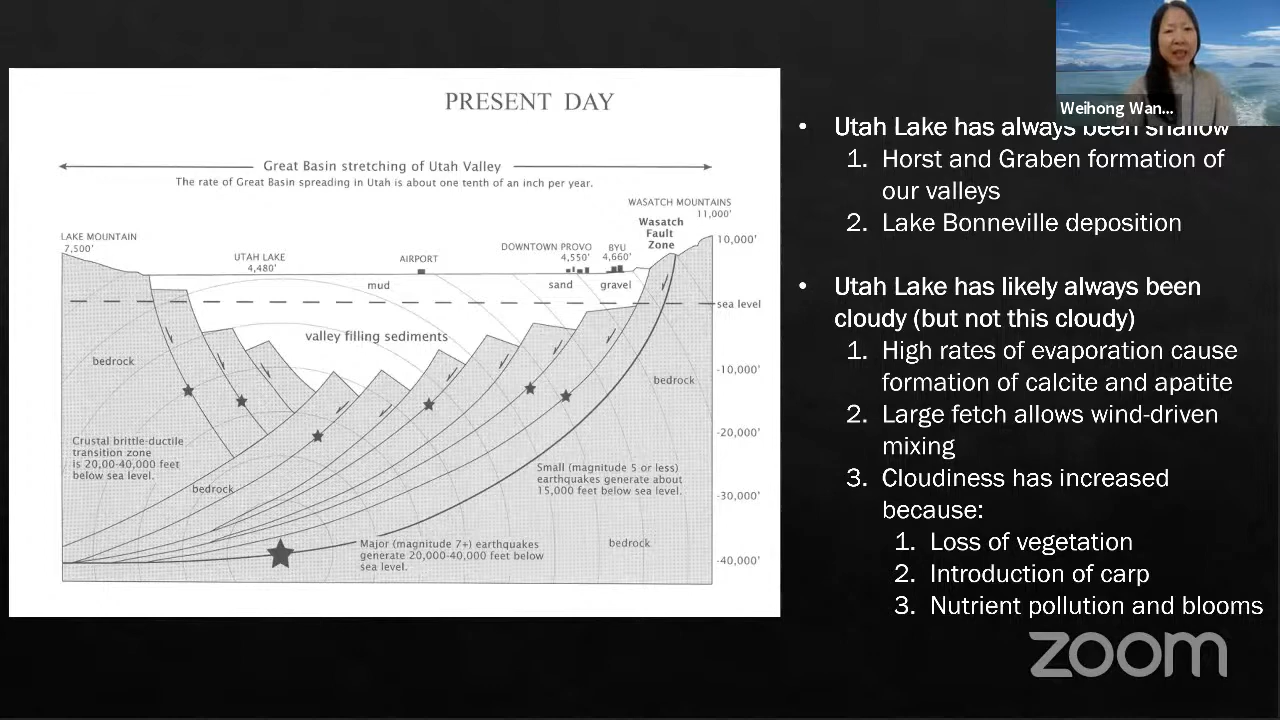 Weihong Wan...
PRESENT DAY
Great Basin stretching of Utah Valley
The rate of Great Basin spreading in Utah is about one tenth of an inch per year.
WASATCH MOUNTAINS
11,000'
Wasatch
Fault
Zone
LAKE MOUNTAIN
7,500'
UTAH LAKE
4,480'
AIRPORT
DOWNTOWN PROVO
4,550'
BYU
4,660'
10,000'
mud
sand
gravel
sea level
valley filling sediments
bedrock
-10,000'
bedrock
-20,000'
Crustal brittle-ductile
transition zone
is 20,00-40,000 feet
below sea level.
Small (magnitude 5 or less)
earthquakes generate about
15,000 feet below sea level.
bedrock
-30,000'
Major (magnitude 7+) earthquakes
generate 20,000-40,000 feet below
sea level.
bedrock
-40,000'
• Utah Lake has always been shallow
1. Horst and Graben formation of
our valleys
2. Lake Bonneville deposition
• Utah Lake has likely always been
cloudy (but not this cloudy)
1. High rates of evaporation cause
formation of calcite and apatite
2. Large fetch allows wind-driven
mixing
3. Cloudiness has increased
because:
1. Loss of vegetation
2. Introduction of carp
3. Nutrient pollution and blooms
zoom